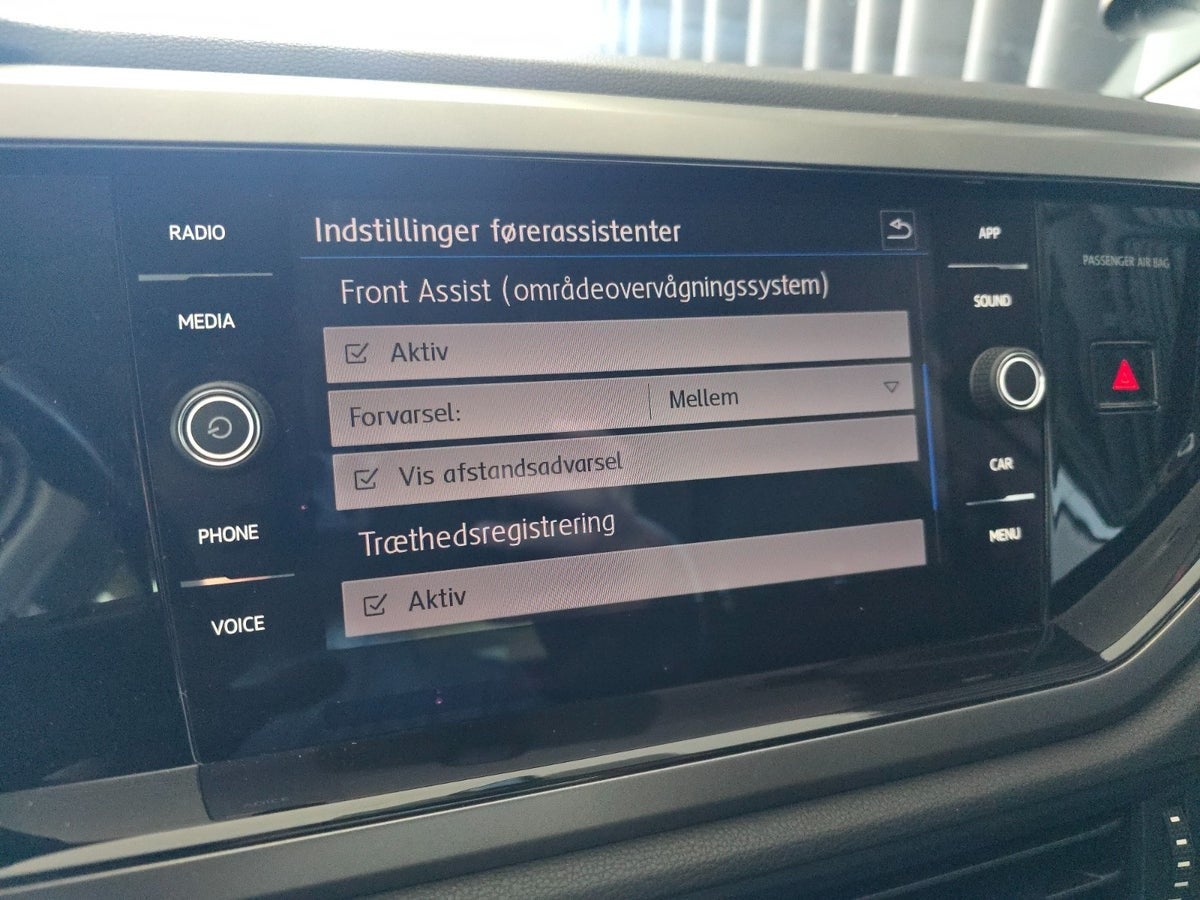 RADIO
MEDIA
PHONE
VOICE
Indstillinger førerassistenter
Front Assist (områdeovervågningssystem)
Aktiv
Forvarsel: Mellem
Vis afstandsadvarsel
Træthedsregistrering
Aktiv
APP
SOUND
CAR
MENU
PASSENGER AIR BAG